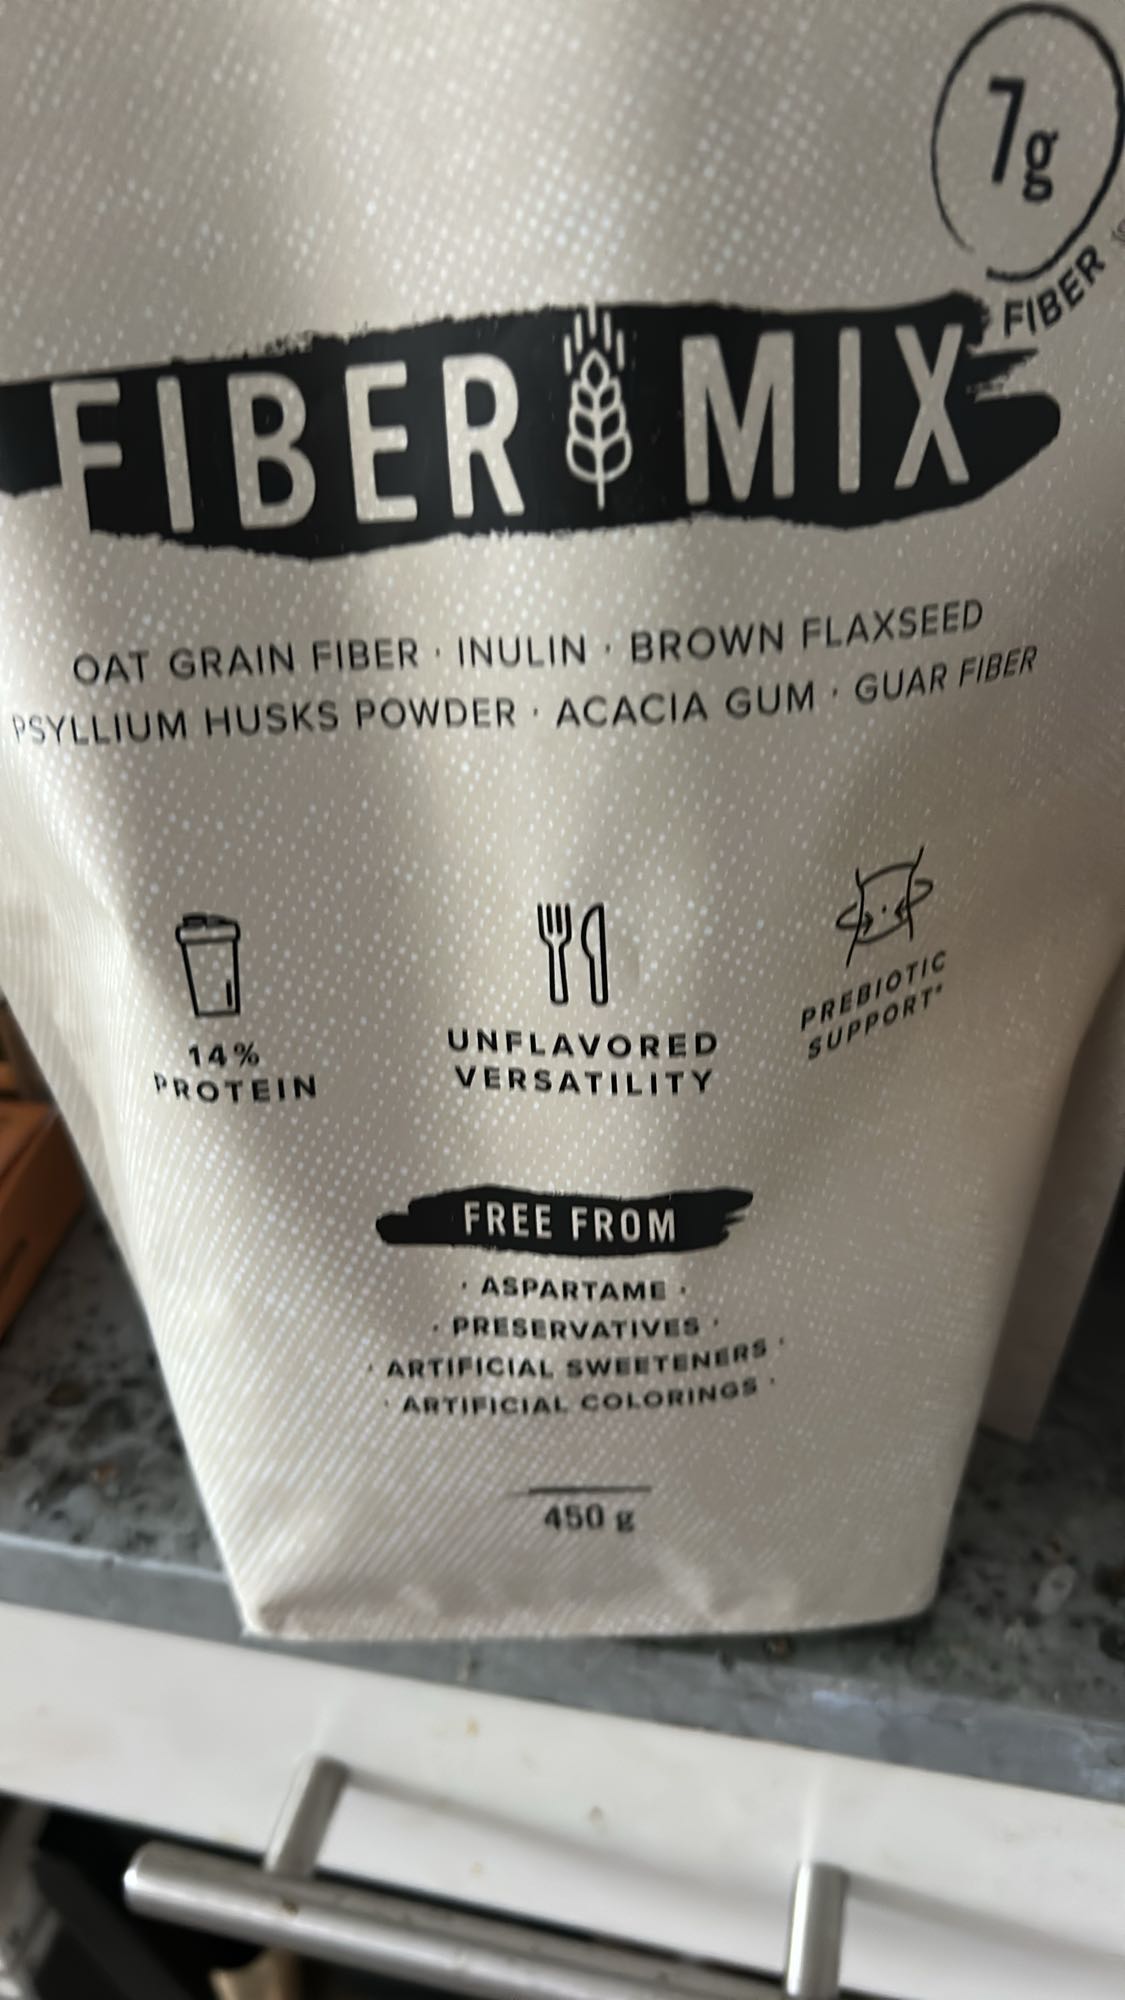 7g
FIBER
FIBER MIX
OAT GRAIN FIBER · INULIN · BROWN FLAXSEED
PSYLLIUM HUSKS POWDER · ACACIA GUM · GUAR FIBER
14%
PROTEIN
UNFLAVORED
VERSATILITY
PREBIOTIC
SUPPORT*
FREE FROM
· ASPARTAME ·
· PRESERVATIVES ·
· ARTIFICIAL SWEETENERS ·
· ARTIFICIAL COLORINGS ·
450 g